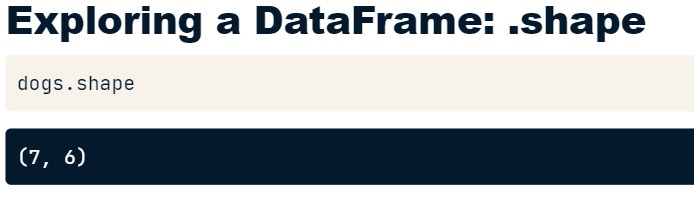 Exploring a DataFrame: .shape
dogs.shape
(7, 6)